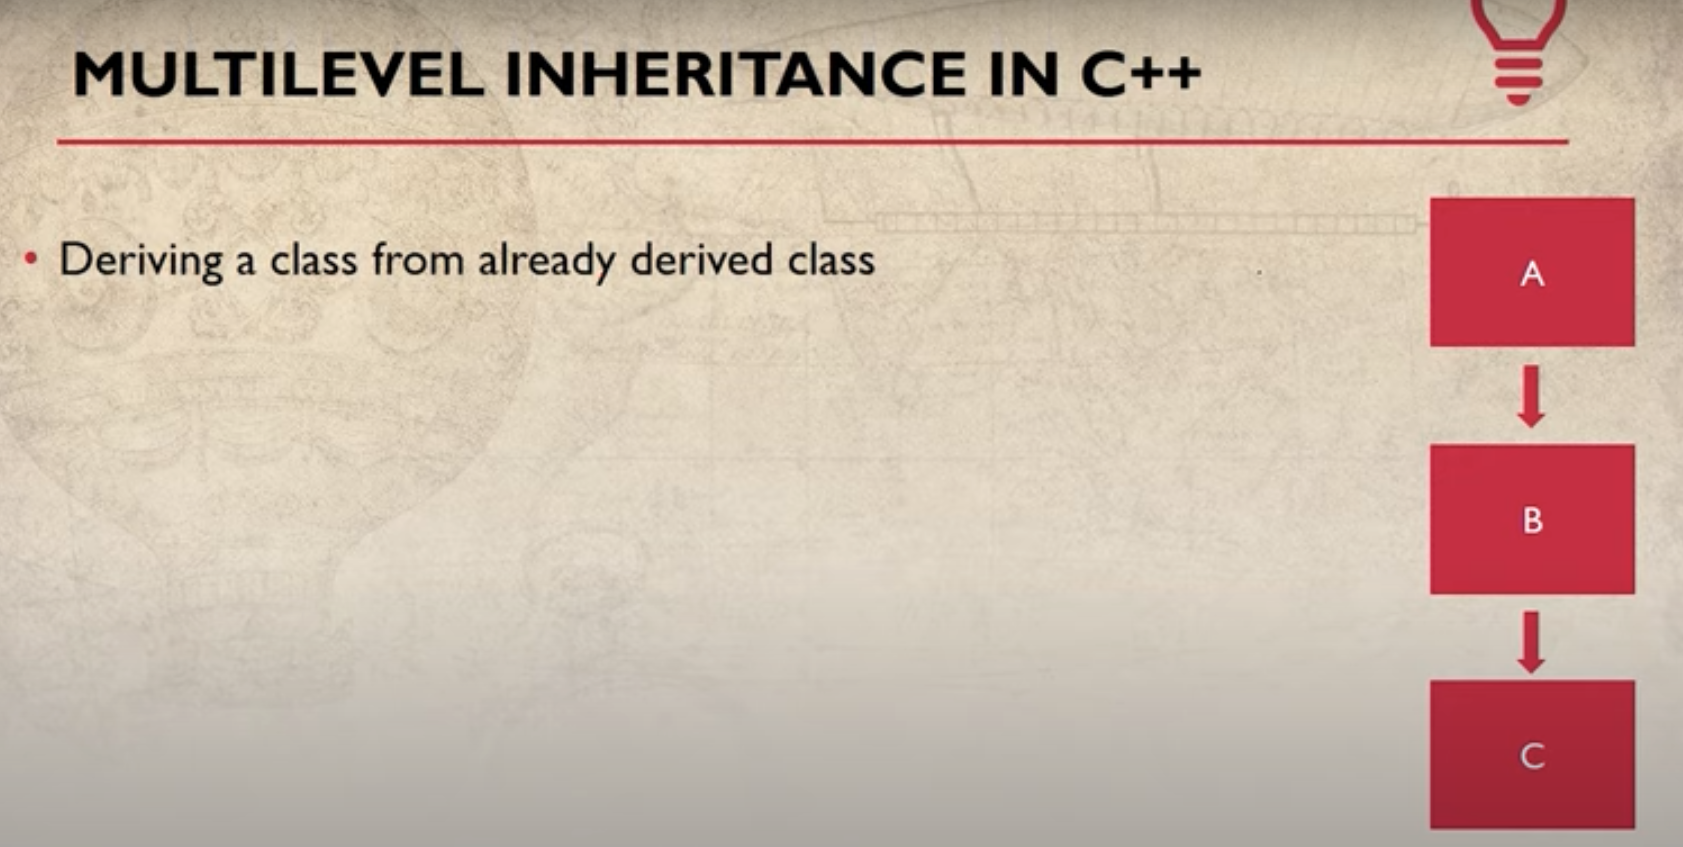 MULTILEVEL INHERITANCE IN C++
• Deriving a class from already derived class
A
B
C